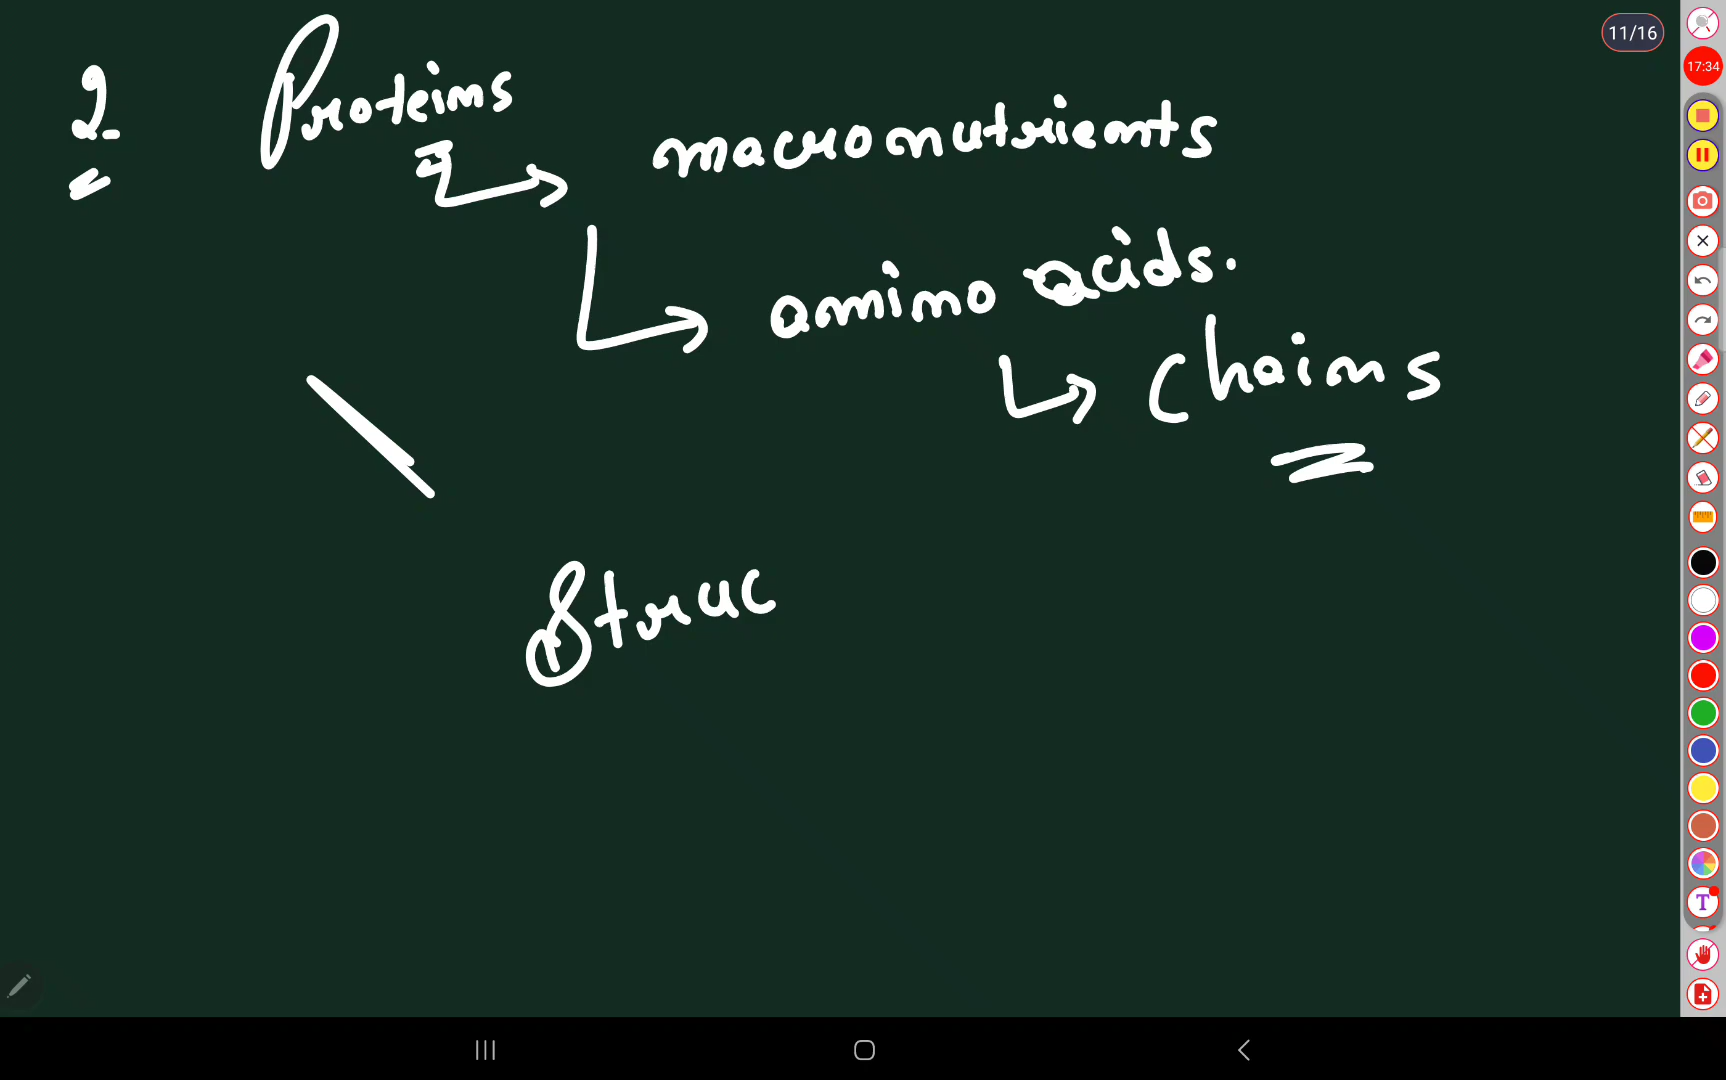 11/16
17:34
2 Proteins
macronutrients
amino acids.
Chains
Struc
T